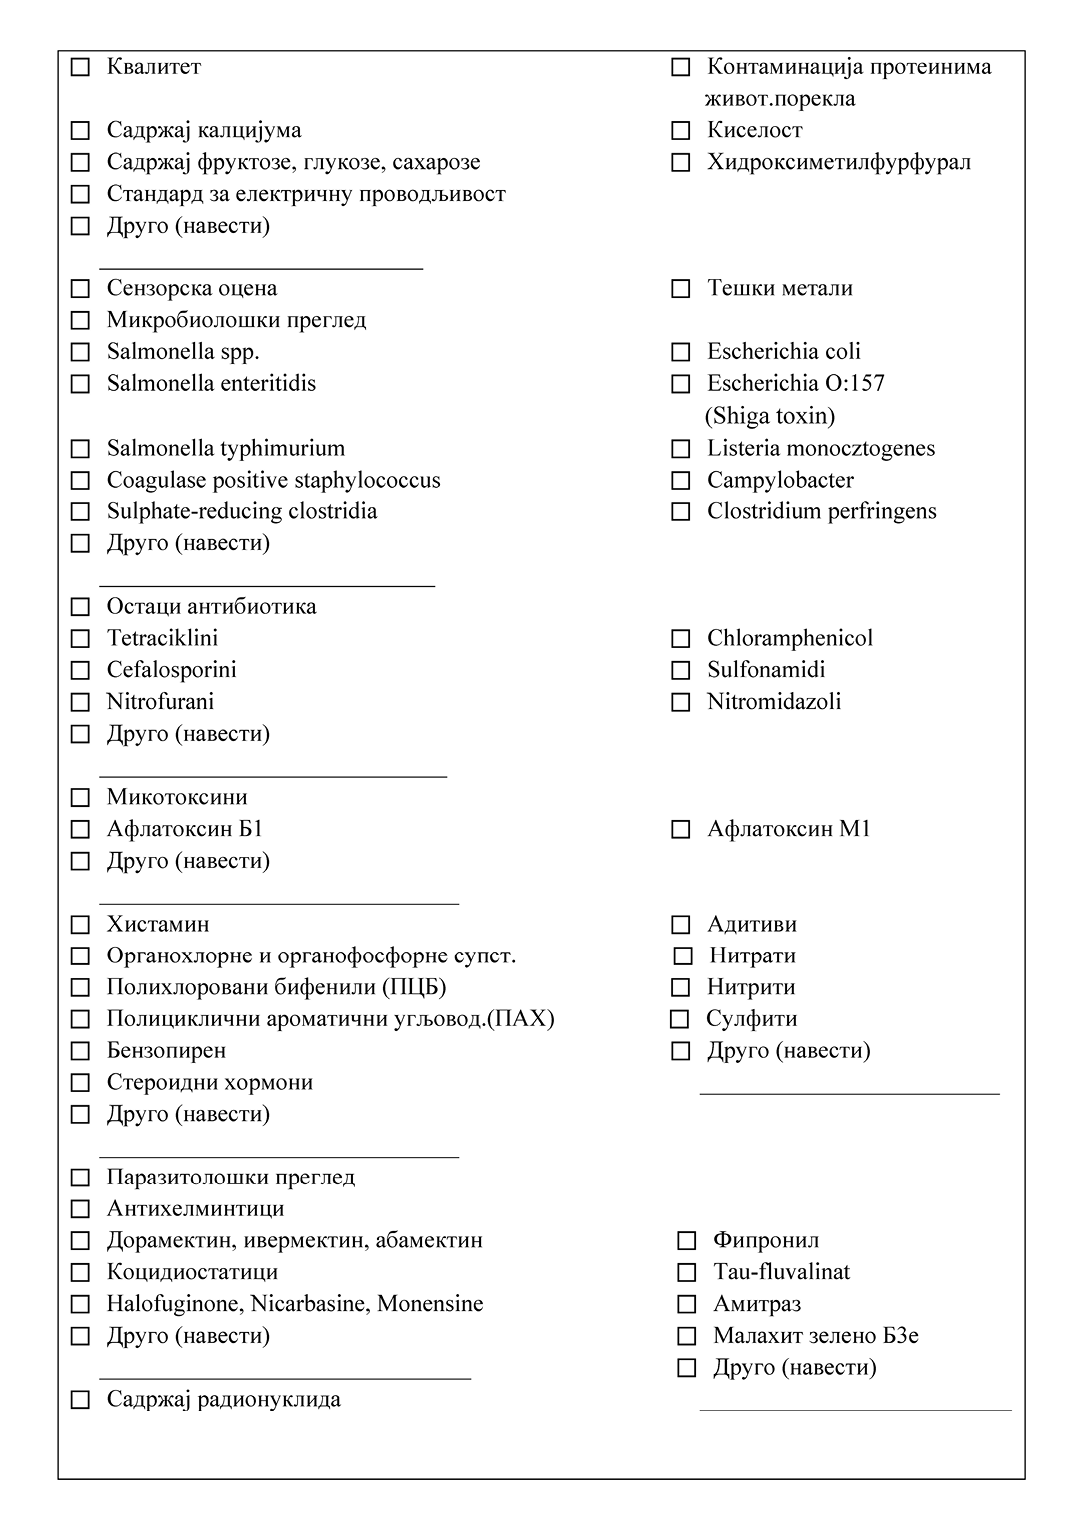 ☐ Квалитет ☐ Контаминација протеинима
живот.порекла
☐ Садржај калцијума ☐ Киселост
☐ Садржај фруктозе, глукозе, сахарозе ☐ Хидроксиметилфурфурал
☐ Стандард за електричну проводљивост
☐ Друго (навести)
☐ Сензорска оцена ☐ Тешки метали
☐ Микробиолошки преглед
☐ Salmonella spp. ☐ Escherichia coli
☐ Salmonella enteritidis ☐ Escherichia O:157
(Shiga toxin)
☐ Salmonella typhimurium ☐ Listeria monocztogenes
☐ Coagulase positive staphylococcus ☐ Campylobacter
☐ Sulphate-reducing clostridia ☐ Clostridium perfringens
☐ Друго (навести)
☐ Остаци антибиотика
☐ Tetraciklini ☐ Chloramphenicol
☐ Cefalosporini ☐ Sulfonamidi
☐ Nitrofurani ☐ Nitromidazoli
☐ Друго (навести)
☐ Микотоксини
☐ Афлатоксин Б1 ☐ Афлатоксин М1
☐ Друго (навести)
☐ Хистамин ☐ Адитиви
☐ Органохлорне и органофосфорне супст. ☐ Нитрати
☐ Полихлоровани бифенили (ПЦБ) ☐ Нитрити
☐ Полициклични ароматични угљовод.(ПАХ) ☐ Сулфити
☐ Бензопирен ☐ Друго (навести)
☐ Стероидни хормони
☐ Друго (навести)
☐ Паразитолошки преглед
☐ Антихелминтици
☐ Дорамектин, ивермектин, абамектин ☐ Фипронил
☐ Коцидиостатици ☐ Tau-fluvalinat
☐ Halofuginone, Nicarbasine, Monensine ☐ Амитраз
☐ Друго (навести) ☐ Малахит зелено Б3е
☐ Друго (навести)
☐ Садржај радионуклида